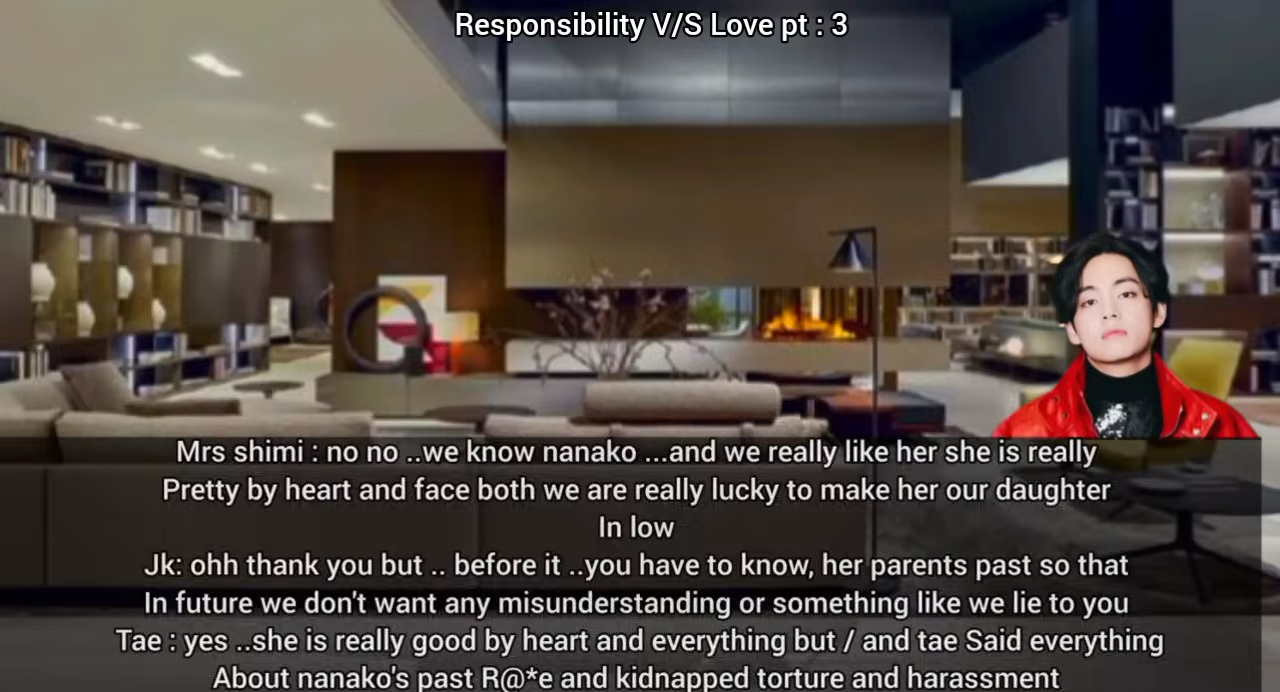 Responsibility V/S Love pt : 3
Mrs shimi : no no ..we know nanako ...and we really like her she is really
Pretty by heart and face both we are really lucky to make her our daughter
In low
Jk: ohh thank you but .. before it ..you have to know, her parents past so that
In future we don't want any misunderstanding or something like we lie to you
Tae : yes ..she is really good by heart and everything but / and tae Said everything
About nanako's past R@*e and kidnapped torture and harassment